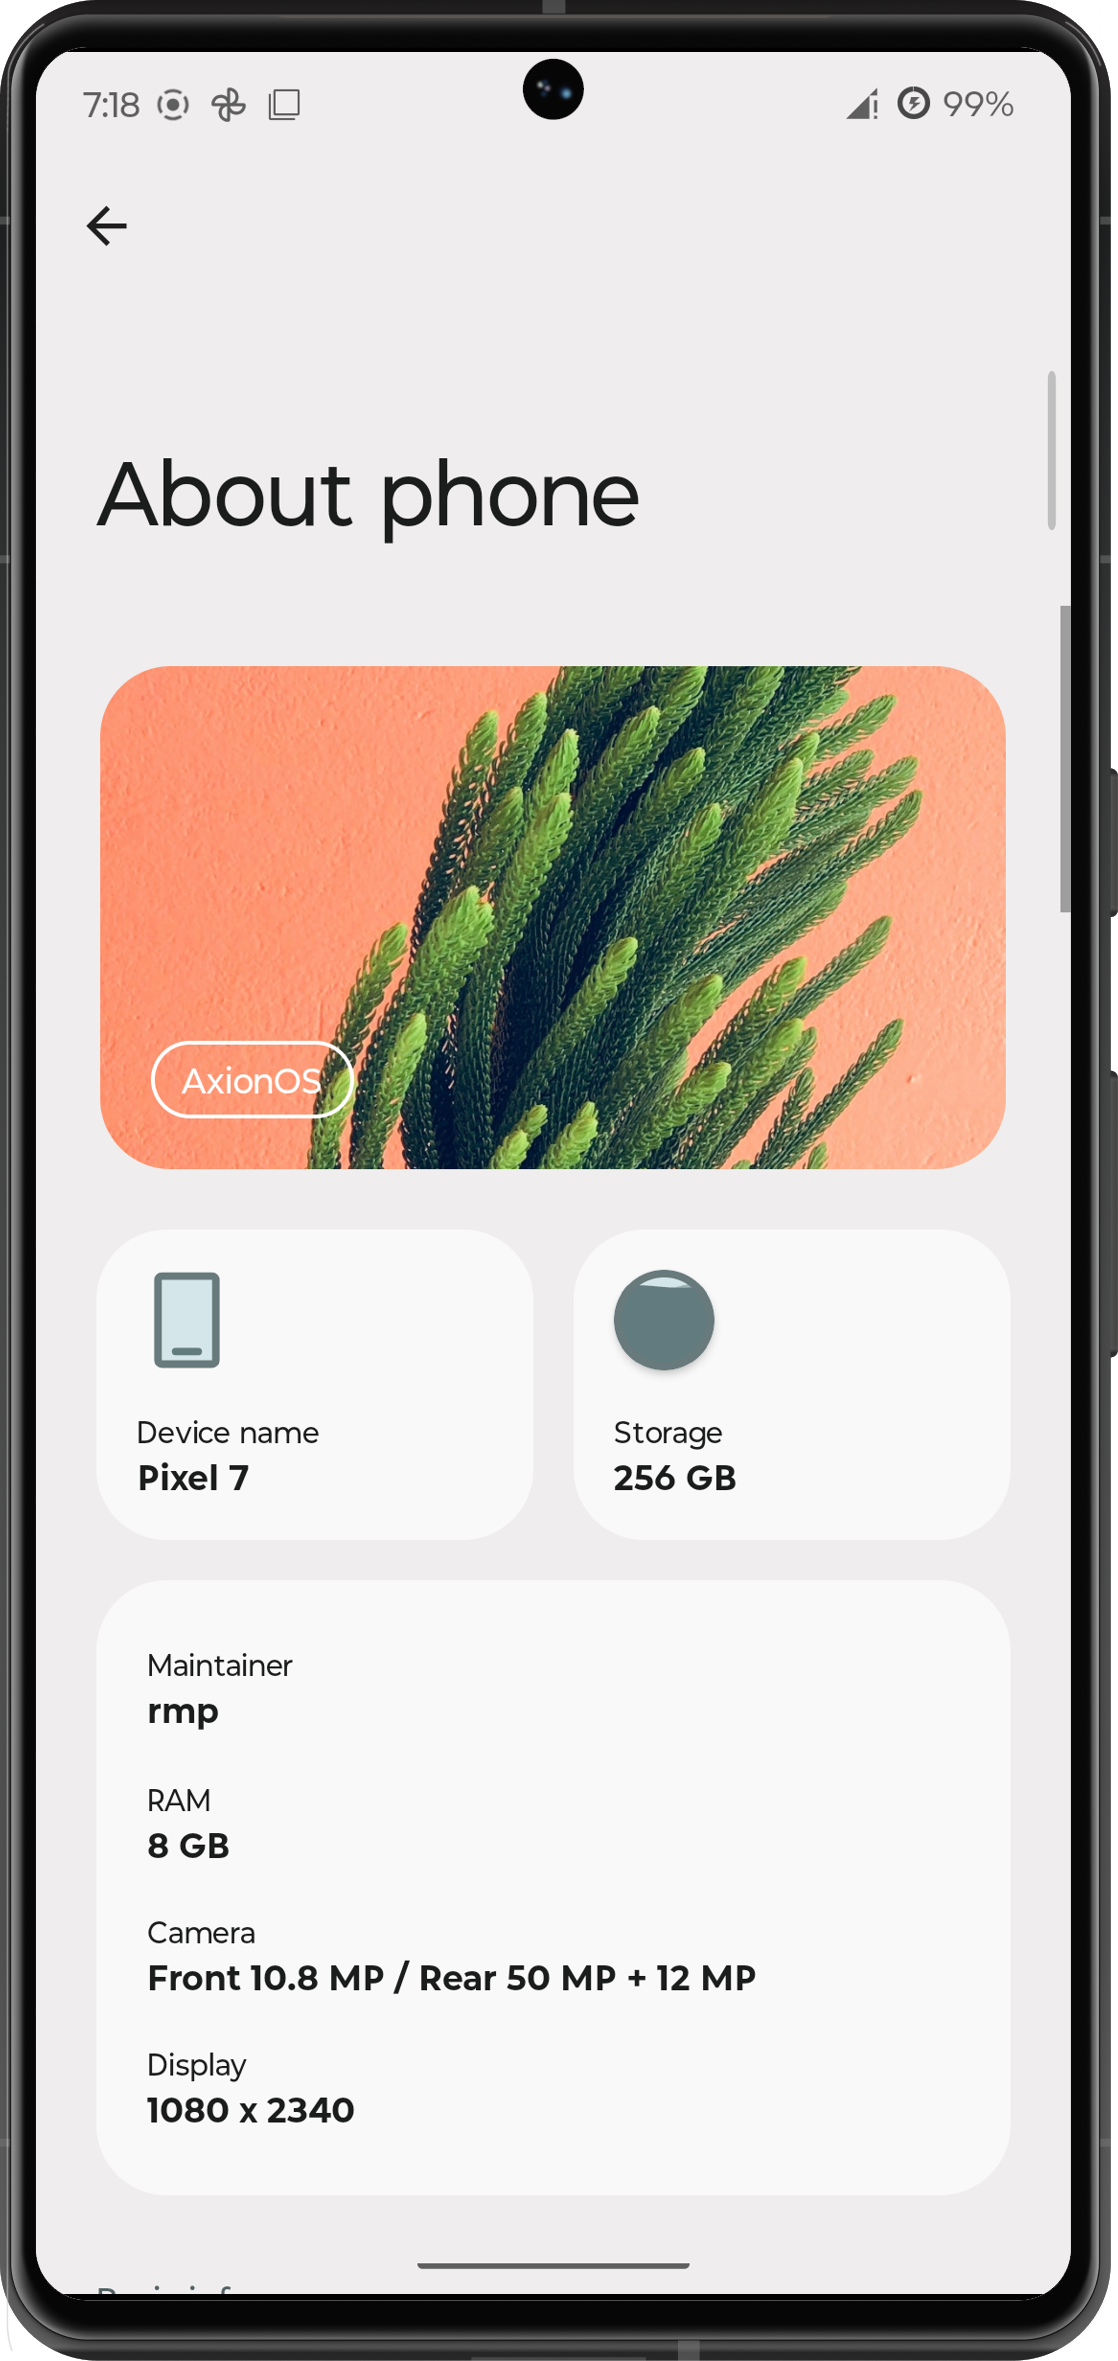 7:18 99%
About phone
AxionOS
Device name
Pixel 7
Storage
256 GB
Maintainer
rmp
RAM
8 GB
Camera
Front 10.8 MP / Rear 50 MP + 12 MP
Display
1080 x 2340